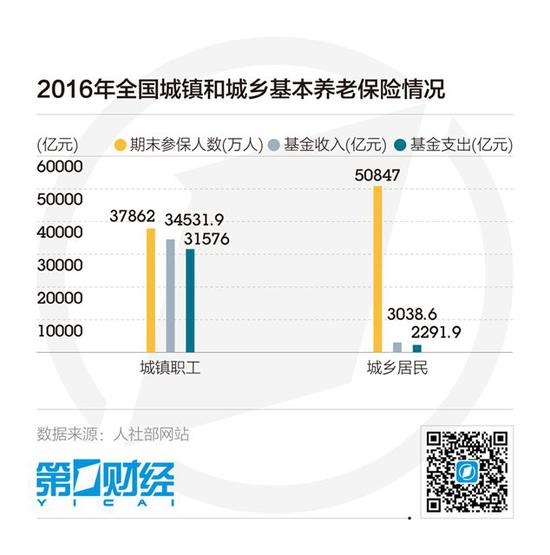 2016年全国城镇和城乡基本养老保险情况
(亿元) 期末参保人数(万人) 基金收入(亿元) 基金支出(亿元)
60000
50000
40000
30000
20000
10000
37862 34531.9
31576
50847
3038.6
2291.9
城镇职工 城乡居民
数据来源：人社部网站
第一财经
YICAI